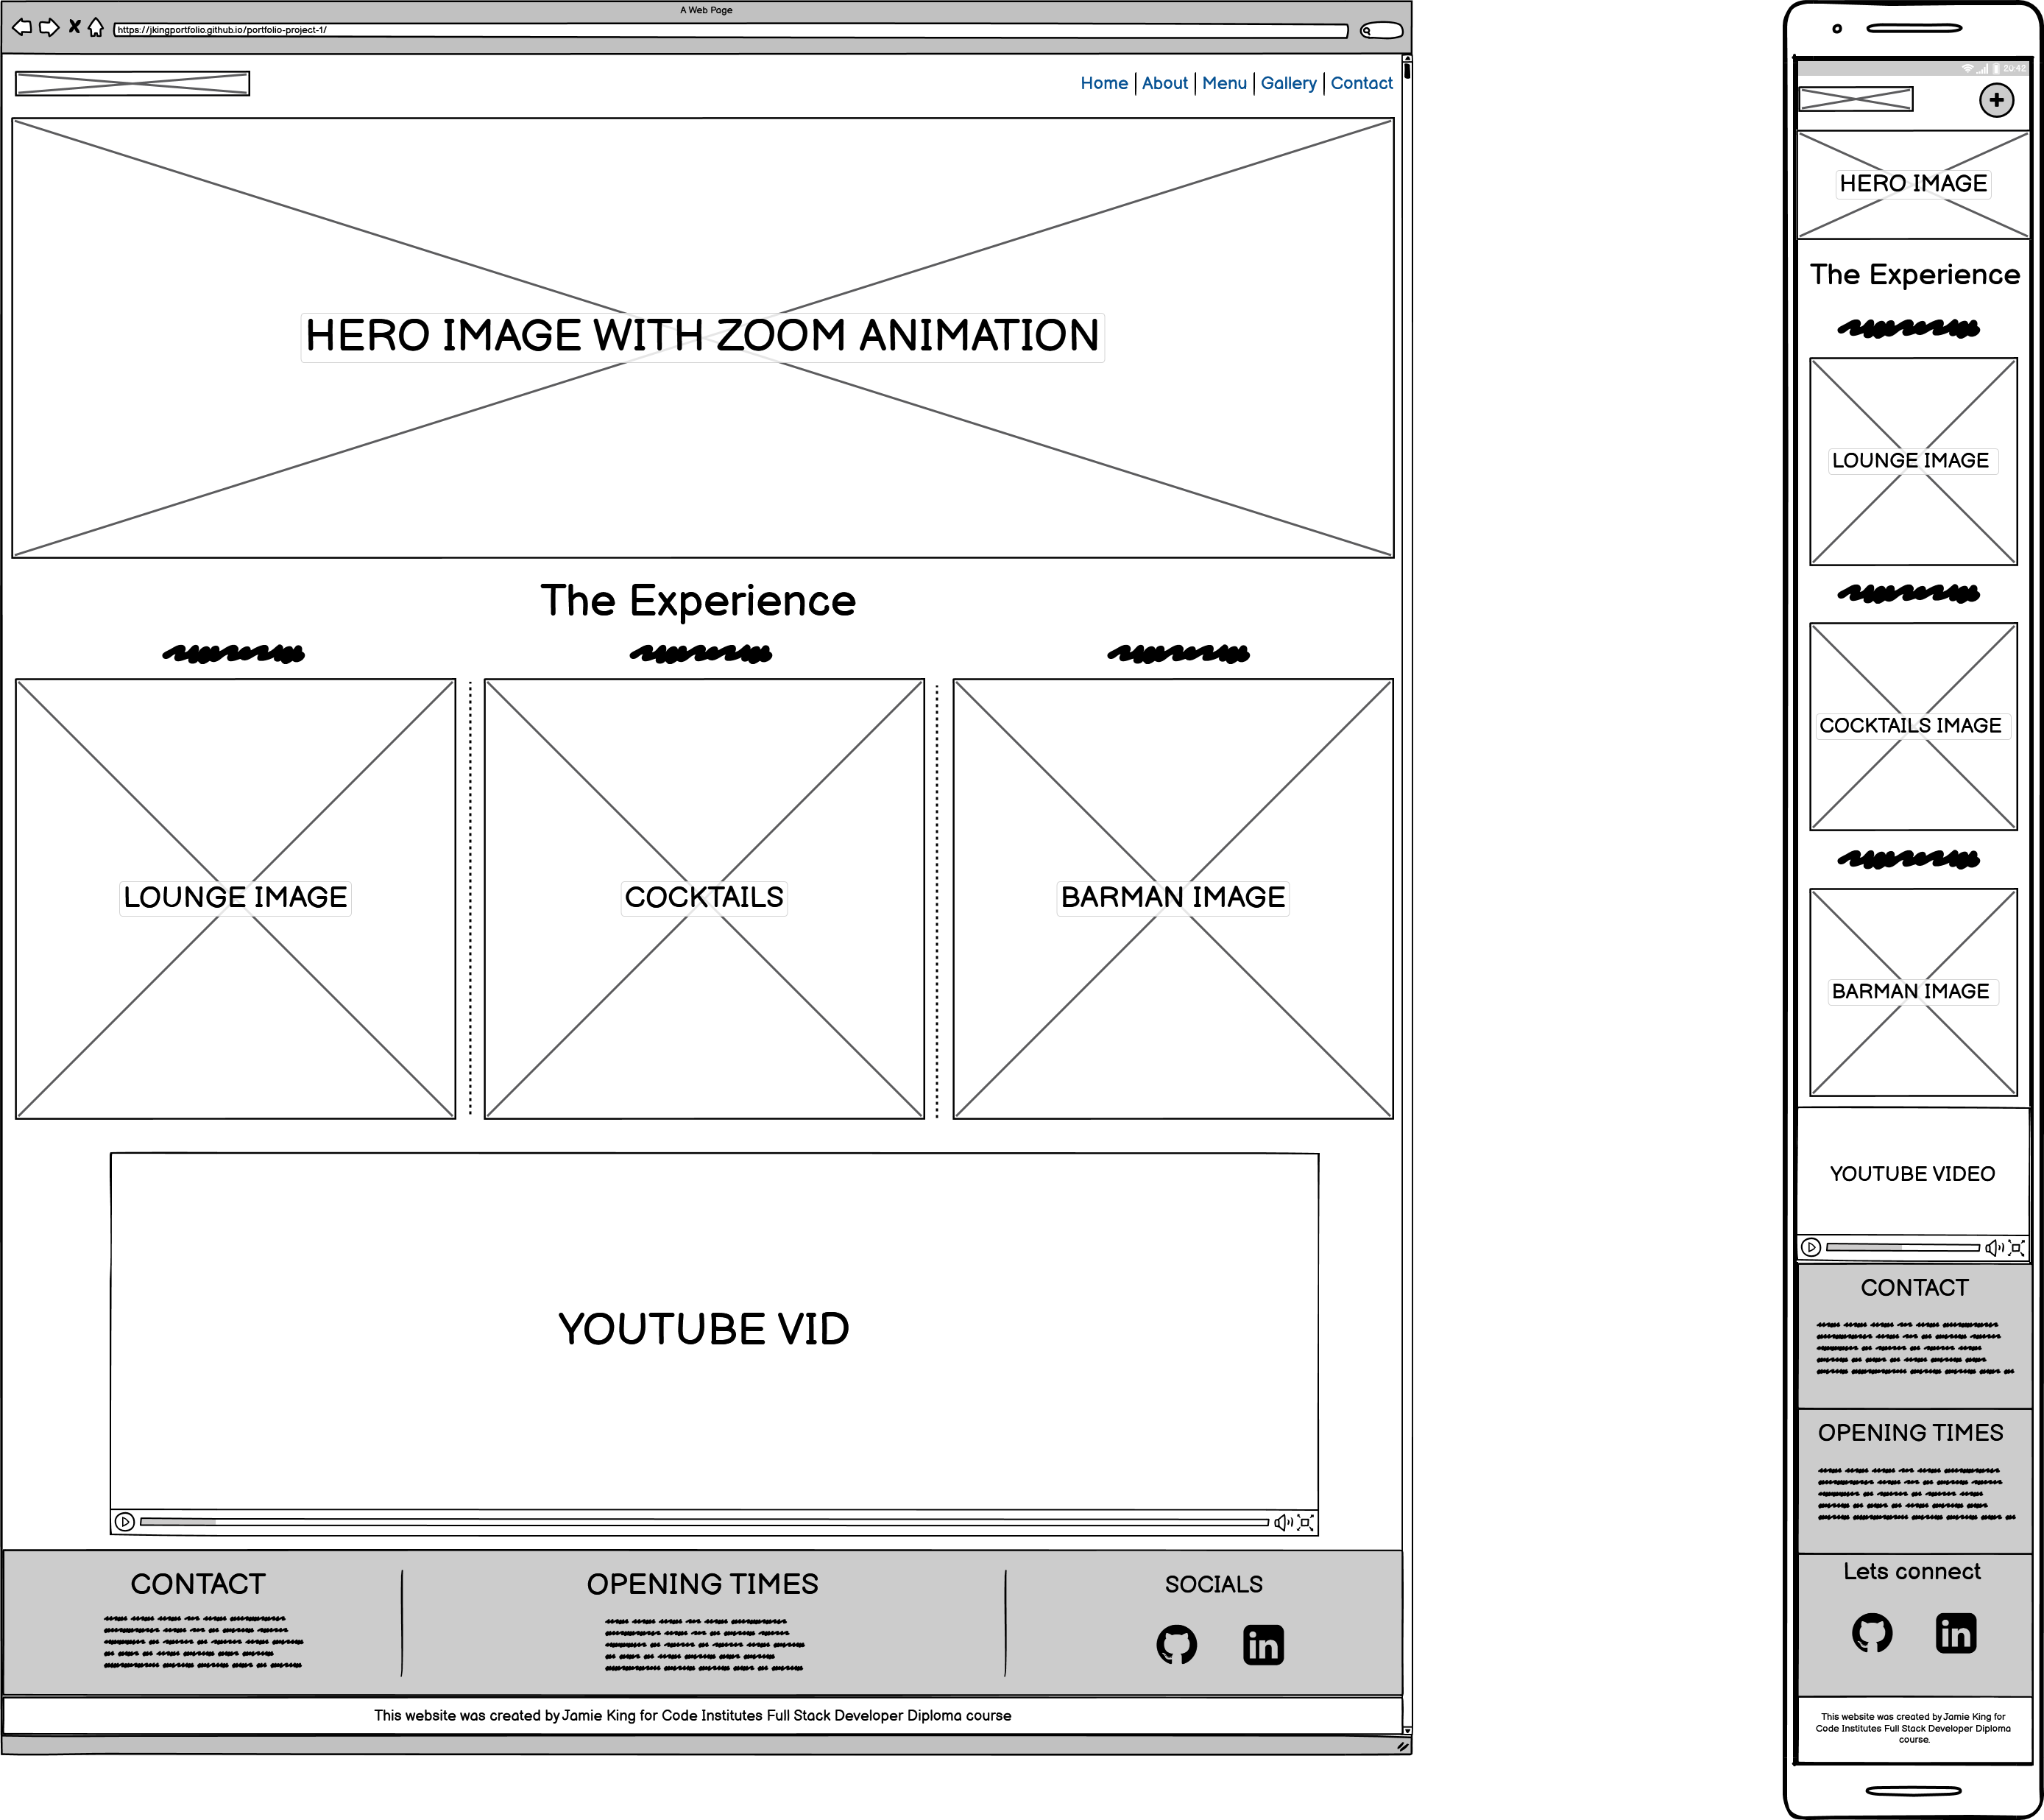 A Web Page
https://jkingportfolio.github.io/portfolio-project-1/
Home About Menu Gallery Contact
HERO IMAGE WITH ZOOM ANIMATION
The Experience
LOUNGE IMAGE
COCKTAILS
BARMAN IMAGE
YOUTUBE VID
CONTACT
OPENING TIMES
SOCIALS
in
This website was created by Jamie King for Code Institutes Full Stack Developer Diploma course
20:42
HERO IMAGE
The Experience
LOUNGE IMAGE
COCKTAILS IMAGE
BARMAN IMAGE
YOUTUBE VIDEO
CONTACT
OPENING TIMES
Lets connect
in
This website was created by Jamie King for
Code Institutes Full Stack Developer Diploma
course.